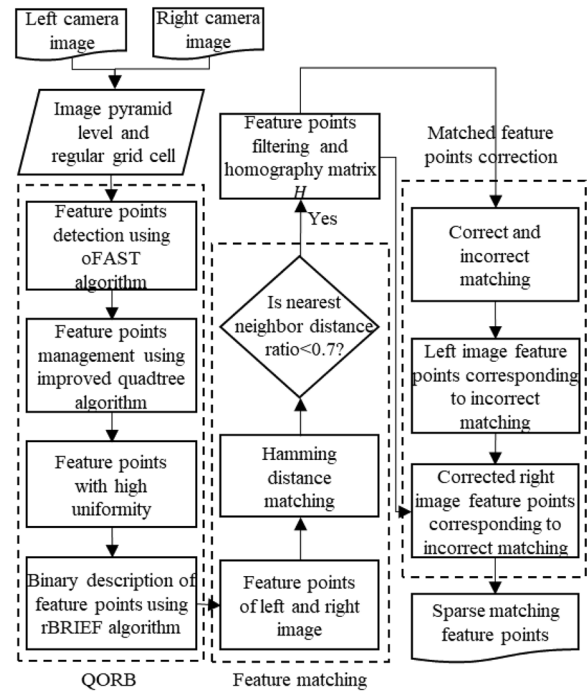 Left camera
image
Right camera
image
Image pyramid
level and
regular grid cell
Feature points
detection using
oFAST
algorithm
Feature points
management using
improved quadtree
algorithm
Feature points
with high
uniformity
Binary description of
feature points using
rBRIEF algorithm
QORB
Feature points
filtering and
homography matrix
H
Yes
Is nearest
neighbor distance
ratio<0.7?
Hamming
distance
matching
Feature points
of left and right
image
Feature matching
Matched feature
points correction
Correct and
incorrect
matching
Left image feature
points corresponding
to incorrect
matching
Corrected right
image feature points
corresponding to
incorrect matching
Sparse matching
feature points